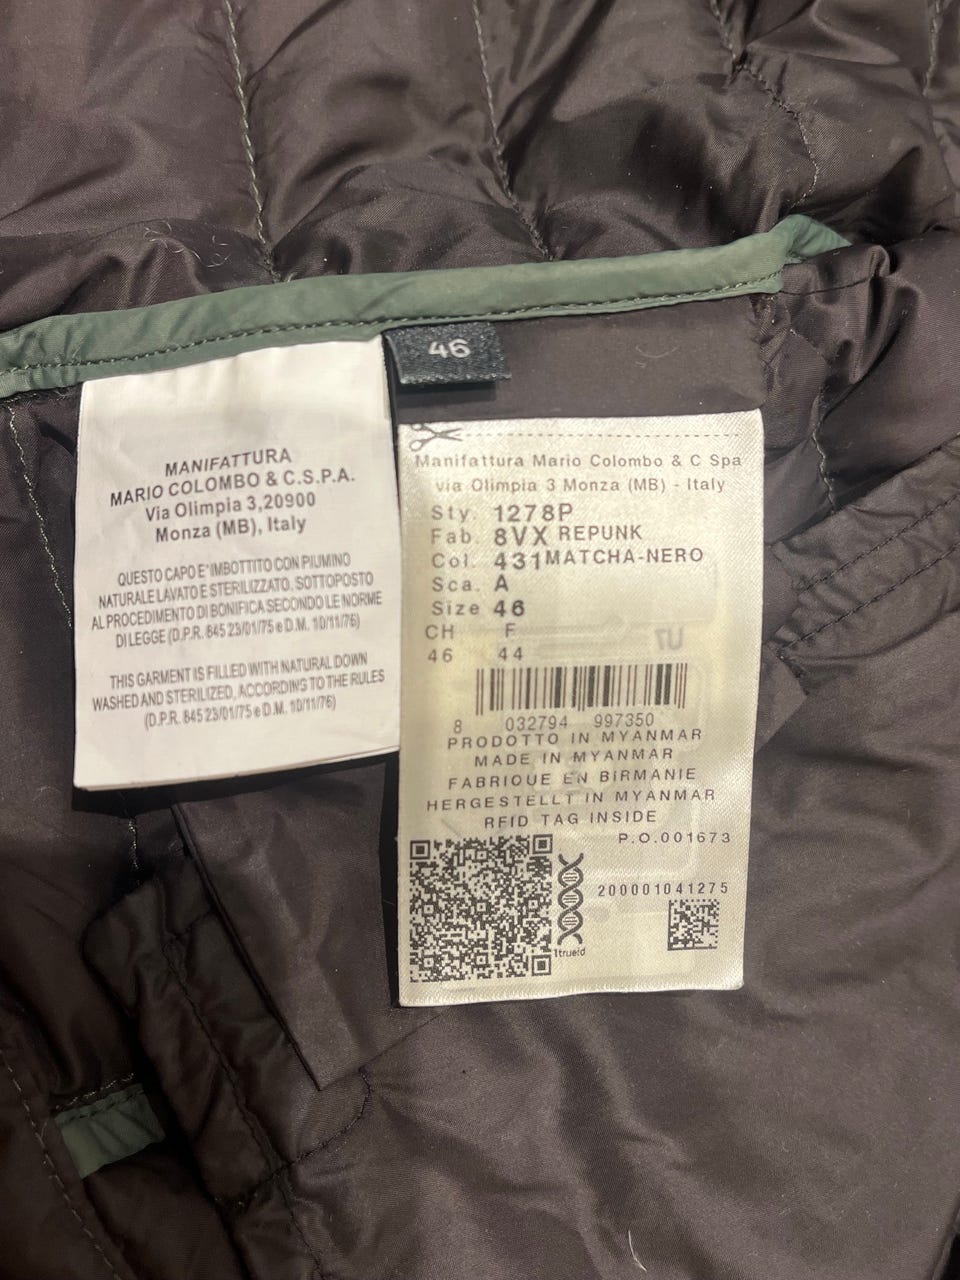 46
MANIFATTURA
MARIO COLOMBO & C.S.P.A.
Via Olimpia 3,20900
Monza (MB), Italy
QUESTO CAPO E' IMBOTTITO CON PIUMINO
NATURALE LAVATO E STERILIZZATO, SOTTOPOSTO
AL PROCEDIMENTO DI BONIFICA SECONDO LE NORME
DI LEGGE (D.P.R. 845 23/01/75 e D.M. 10/11/76)
THIS GARMENT IS FILLED WITH NATURAL DOWN
WASHED AND STERILIZED, ACCORDING TO THE RULES
(D.P.R. 845 23/01/75 e D.M. 10/11/76)
Manifattura Mario Colombo & C Spa
via Olimpia 3 Monza (MB) - Italy
Sty. 1278P
Fab. 8VX REPUNK
Col. 431 MATCHA-NERO
Sca. A
Size 46
CH F
46 44
8 032794 997350
PRODOTTO IN MYANMAR
MADE IN MYANMAR
FABRIQUE EN BIRMANIE
HERGESTELLT IN MYANMAR
RFID TAG INSIDE
P.O.001673
200001041275
1trueid